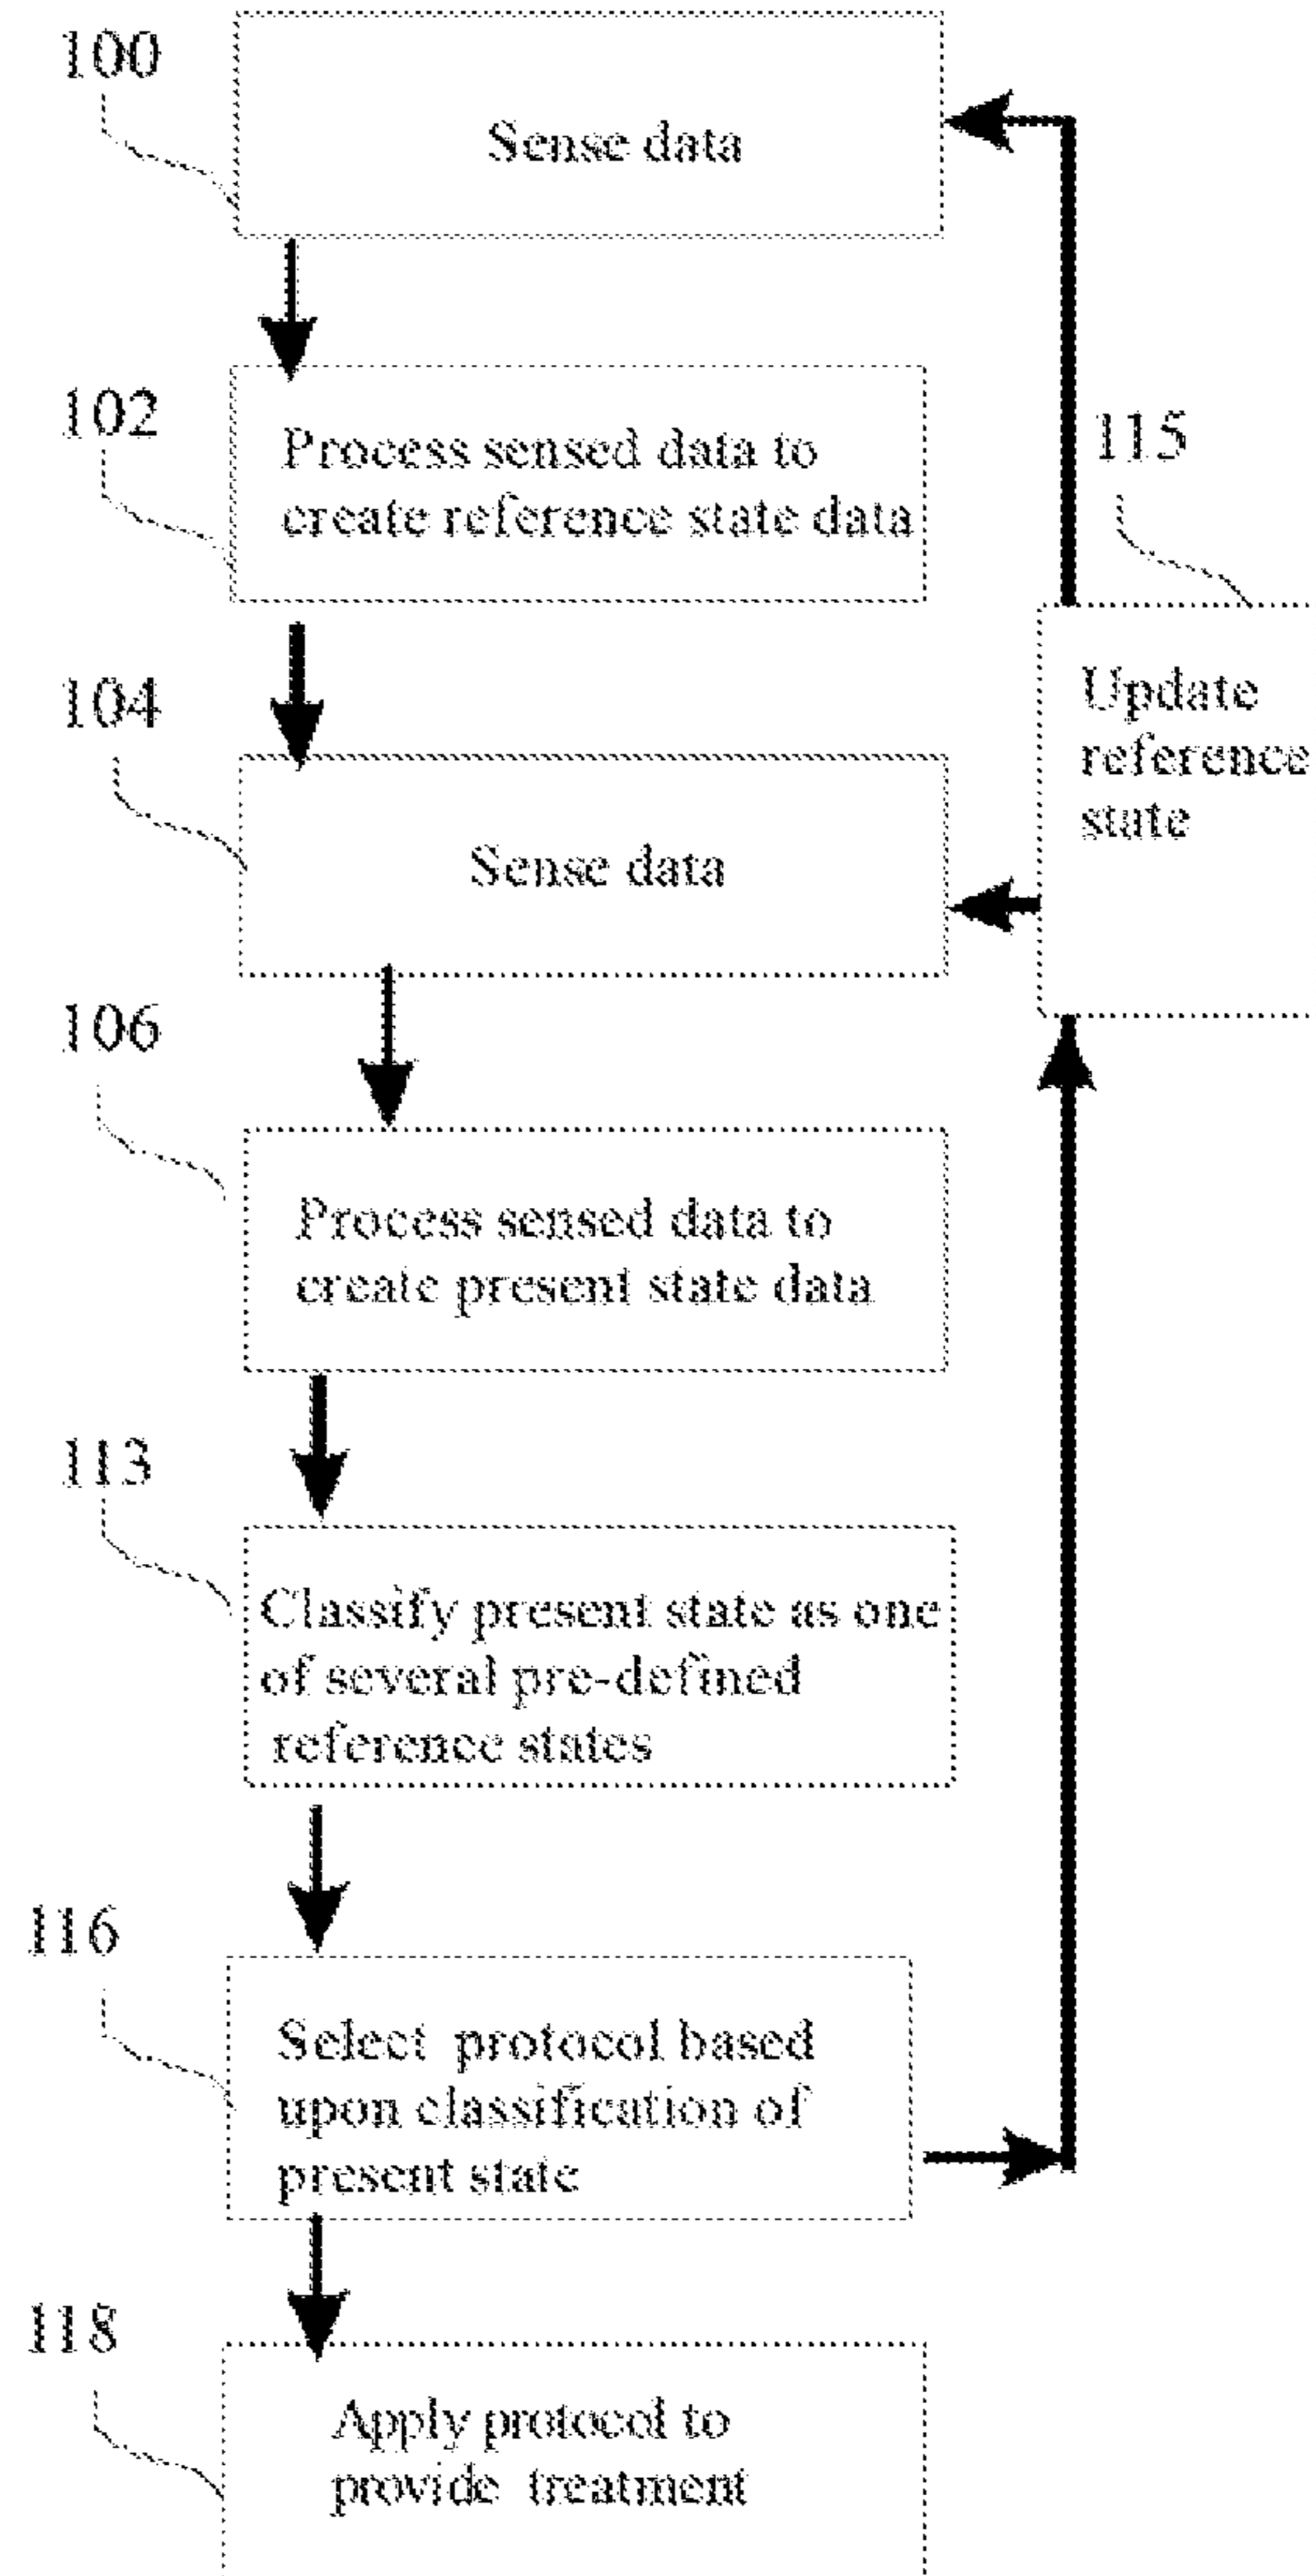 100
Sense data
102
Process sensed data to
create reference state data
115
Update
reference
state
104
Sense data
106
Process sensed data to
create present state data
113
Classify present state as one
of several pre-defined
reference states
116
Select protocol based
upon classification of
present state
118
Apply protocol to
provide treatment